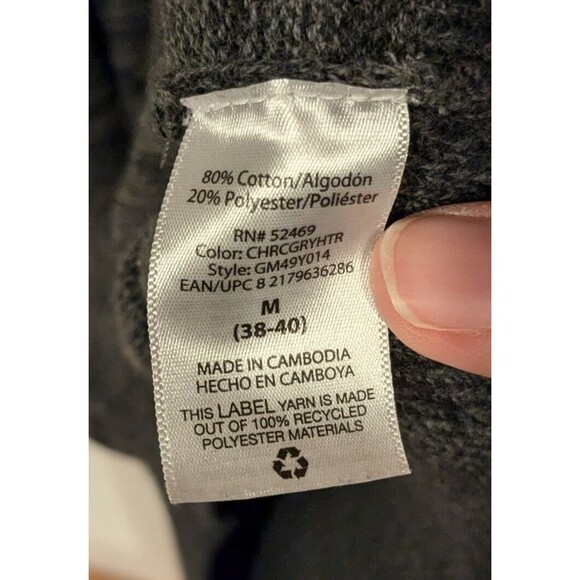 80% Cotton/Algodón
20% Polyester/Poliéster
RN# 52469
Color: CHRCGRYHTR
Style: GM49Y014
EAN/UPC 8 2179636286
M
(38-40)
MADE IN CAMBODIA
HECHO EN CAMBOYA
THIS LABEL YARN IS MADE
OUT OF 100% RECYCLED
POLYESTER MATERIALS